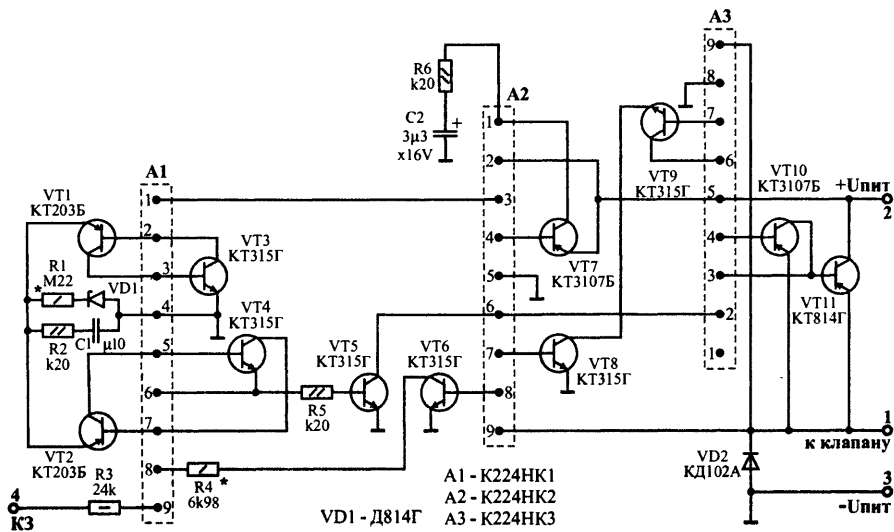 A3
9
8
7
6
5
4
3
2
1
R6
k20
C2
3µ3
x16V
+
A2
1
2
3
4
5
6
7
8
9
A1
1
2
3
4
5
6
7
8
9
VT1
КТ203Б
VT3
КТ315Г
R1
* M22
VD1
R2
k20
C1
µ10
VT4
КТ315Г
VT2
КТ203Б
R3
24k
4
КЗ
R4 *
6k98
R5
k20
VT5
КТ315Г
VT6
КТ315Г
VT7
КТ3107Б
VT8
КТ315Г
VT9
КТ315Г
VT10
КТ3107Б
VT11
КТ814Г
+Uпит
2
1
к клапану
VD2
КД102А
3
-Uпит
VD1 - Д814Г
A1 - К224НК1
A2 - К224НК2
A3 - К224НК3